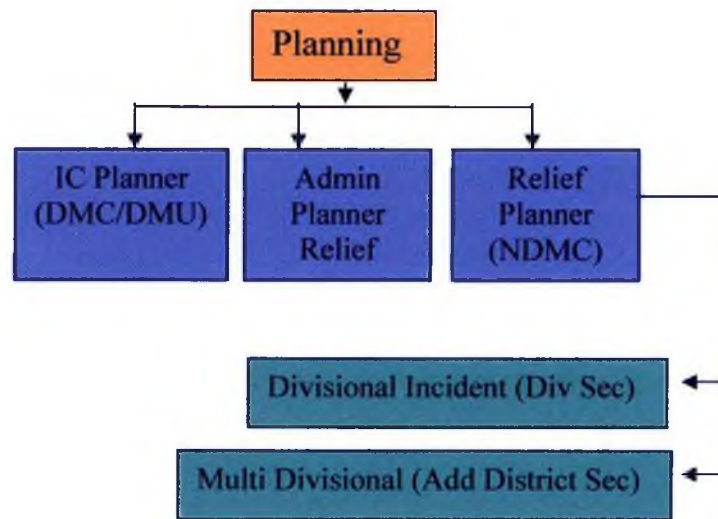 Planning
IC Planner
(DMC/DMU)
Admin
Planner
Relief
Relief
Planner
(NDMC)
Divisional Incident (Div Sec)
Multi Divisional (Add District Sec)